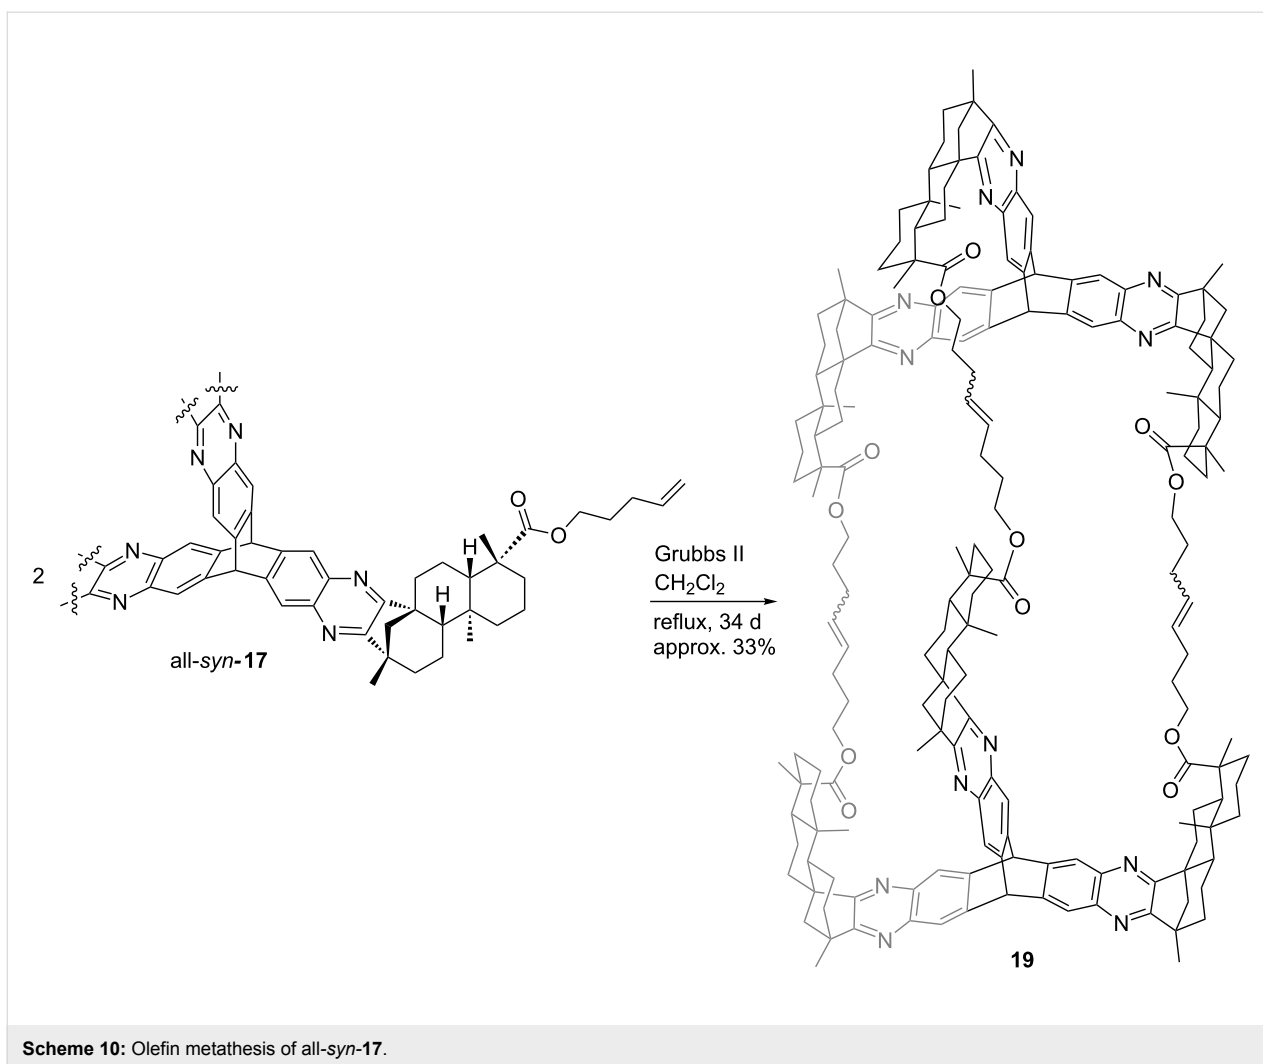 N
N
N
N
O
O
O
N
N
N
N
O
O
O
O
O
N
N
N
N
O
H
H
2
N
N
N
N
all-syn-17
Grubbs II
CH2Cl2
reflux, 34 d
approx. 33%
O
O
O
O
O
O
N
N
N
N
N
N
19
Scheme 10: Olefin metathesis of all-syn-17.